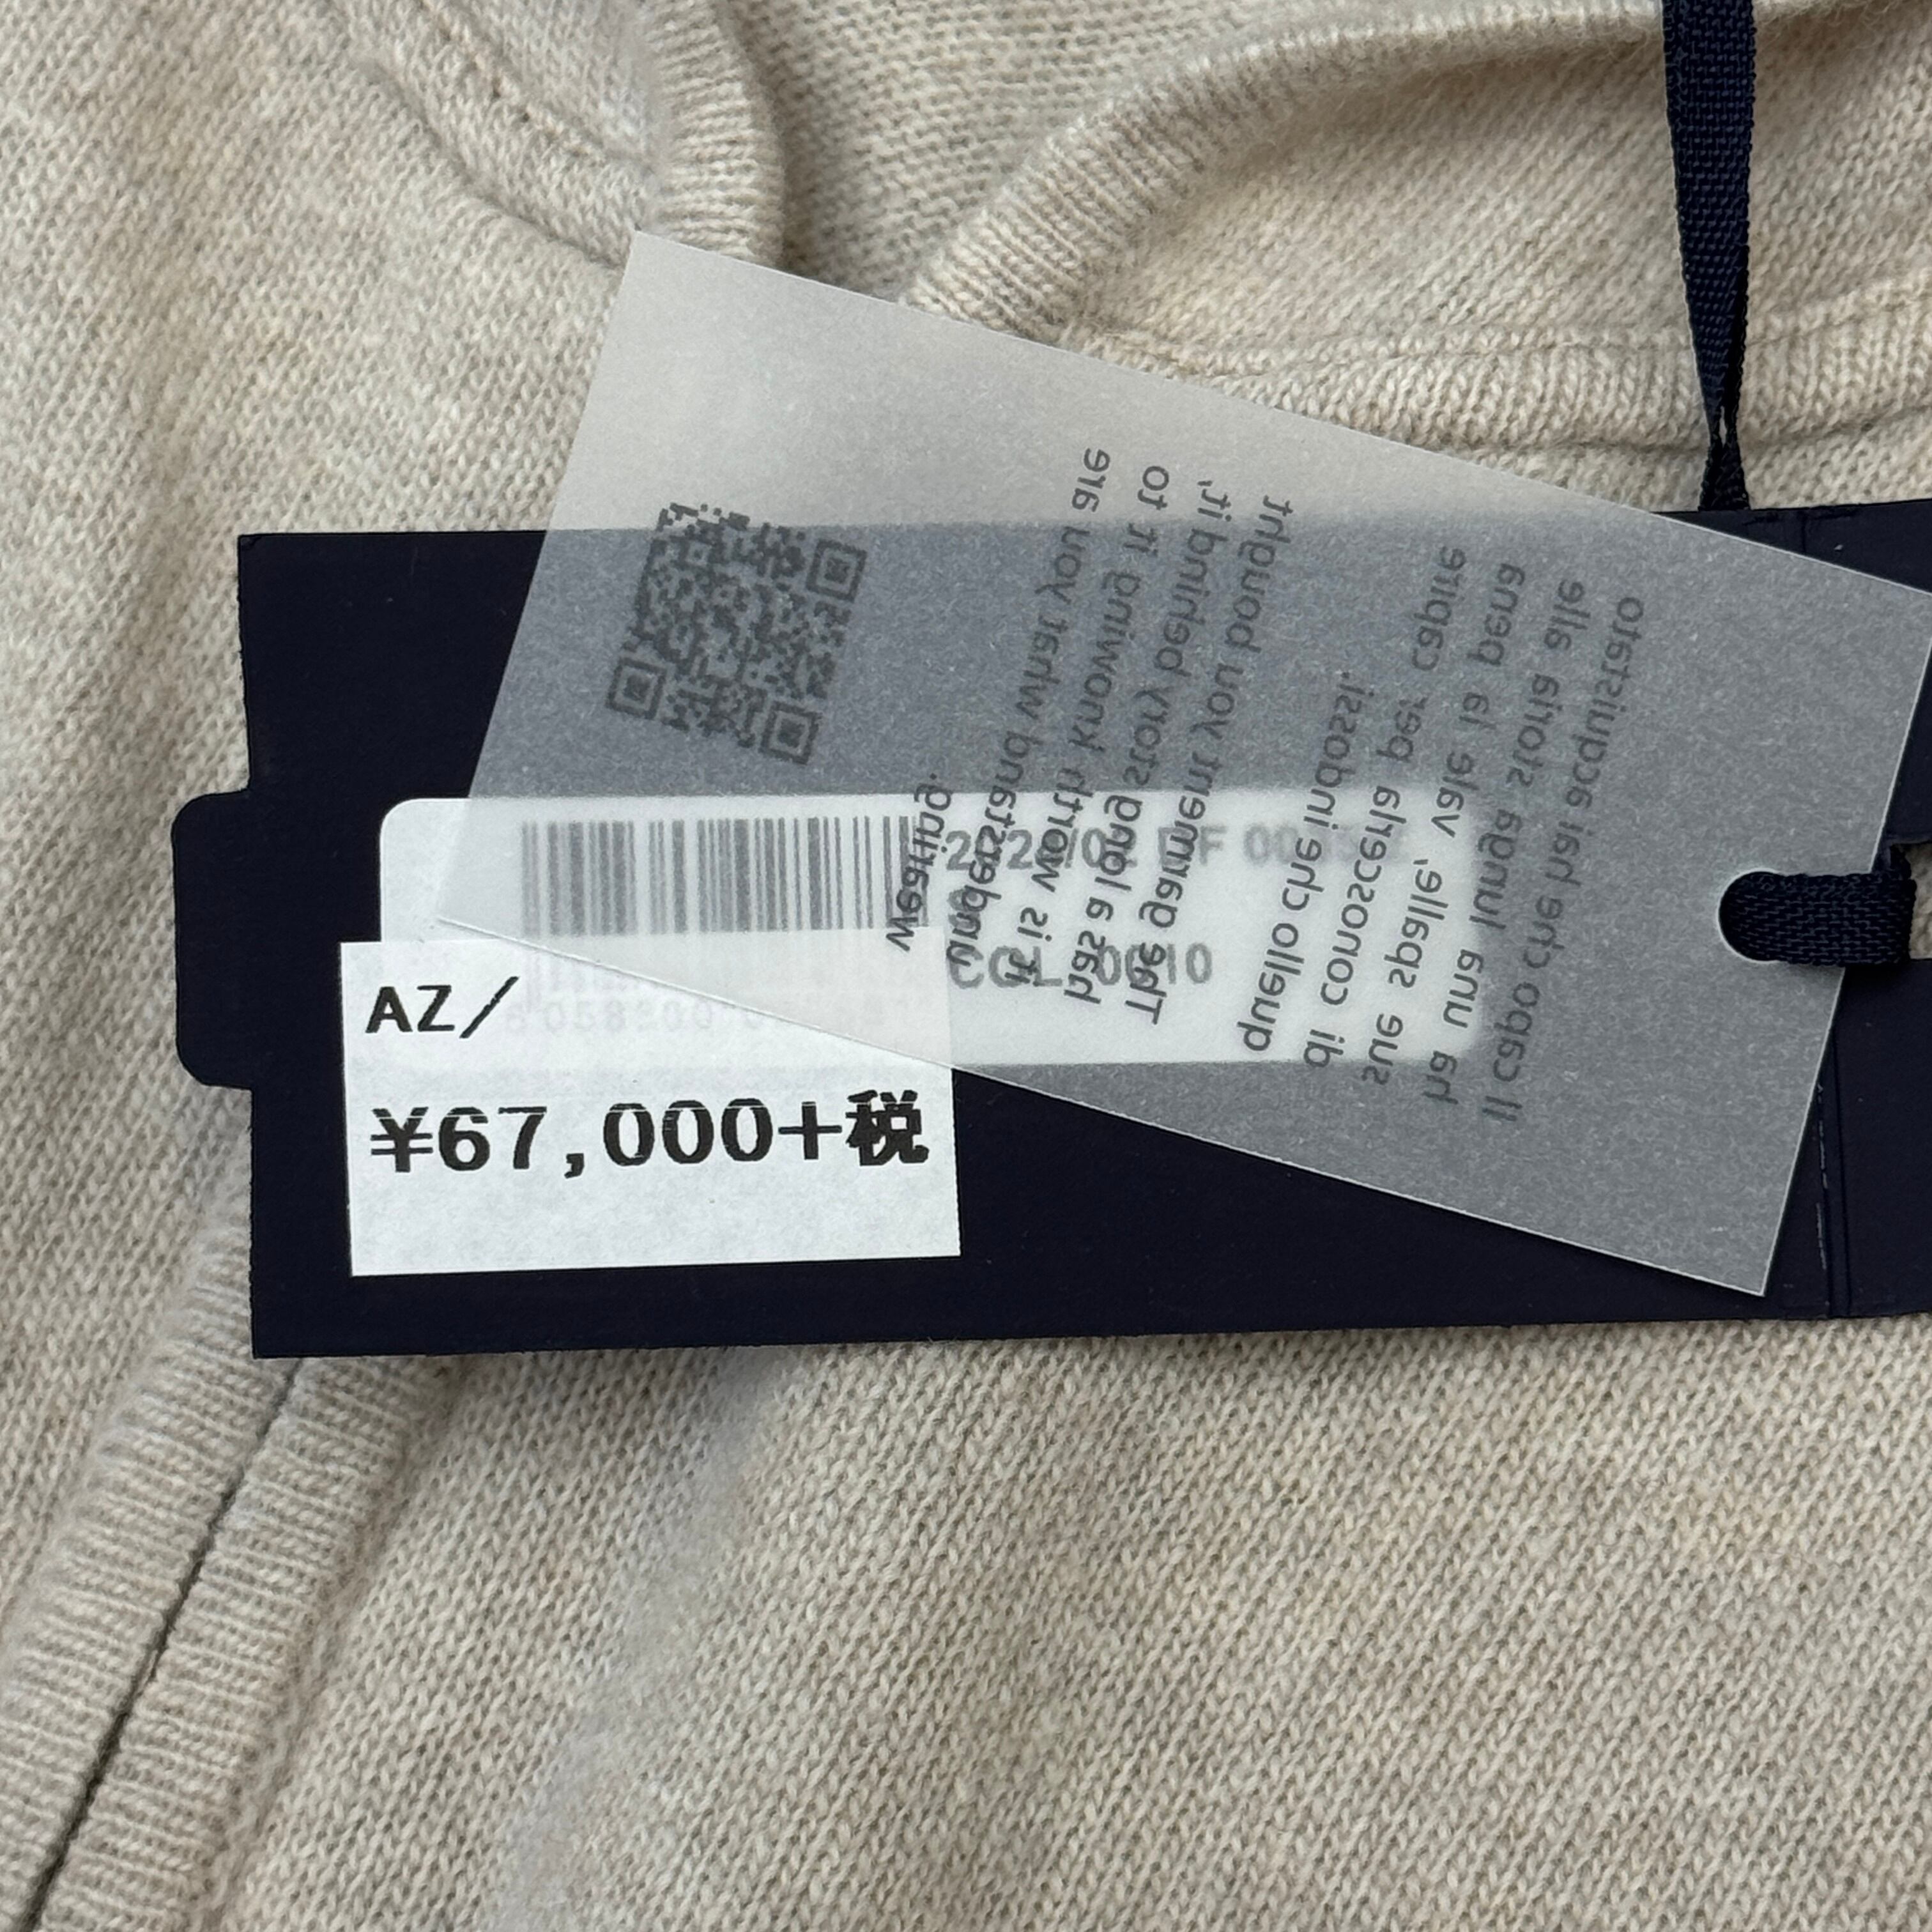 AZ/
¥67,000+税
COL. 0010
Il capo che hai acquistato
ha una lunga storia alle
sue spalle, vale la pena
di conoscerla per capire
quello che indossi.
The garment you bought
has a long story behind it,
it is worth knowing it to
understand what you are
wearing.